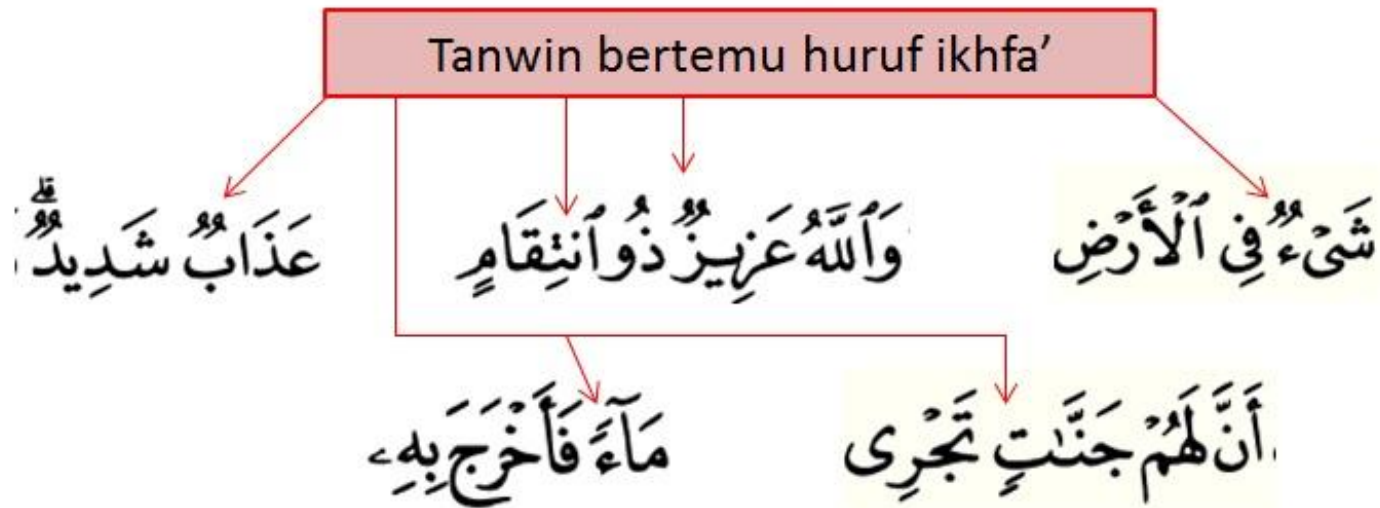 Tanwin bertemu huruf ikhfa’
شَىْءٌ فِى ٱلْأَرْضِ
وَٱللَّهُ عَزِيزٌ ذُو ٱنتِقَامٍ
عَذَابٌ شَدِيدٌ ۗ
أَنَّ لَهُمْ جَنَّـٰتٍ تَجْرِى
مَآءً فَأَخْرَجَ بِهِۦ